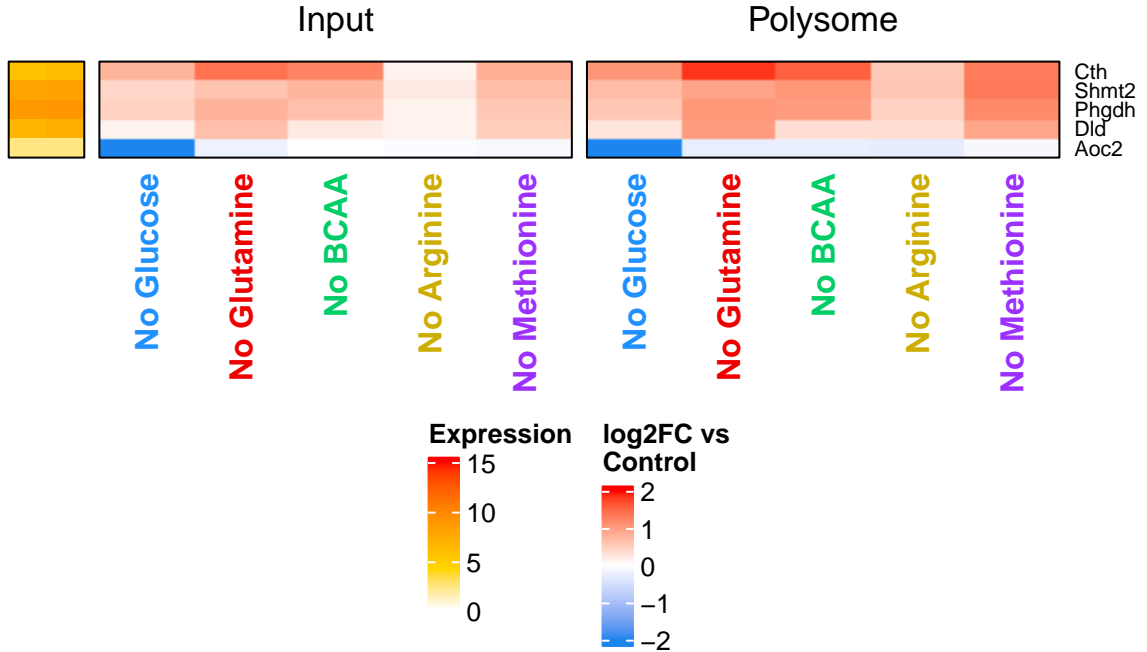 Input
Polysome
Cth
Shmt2
Phgdh
Dld
Aoc2
No Glucose
No Glutamine
No BCAA
No Arginine
No Methionine
No Glucose
No Glutamine
No BCAA
No Arginine
No Methionine
Expression
15
10
5
0
log2FC vs
Control
2
1
0
−1
−2